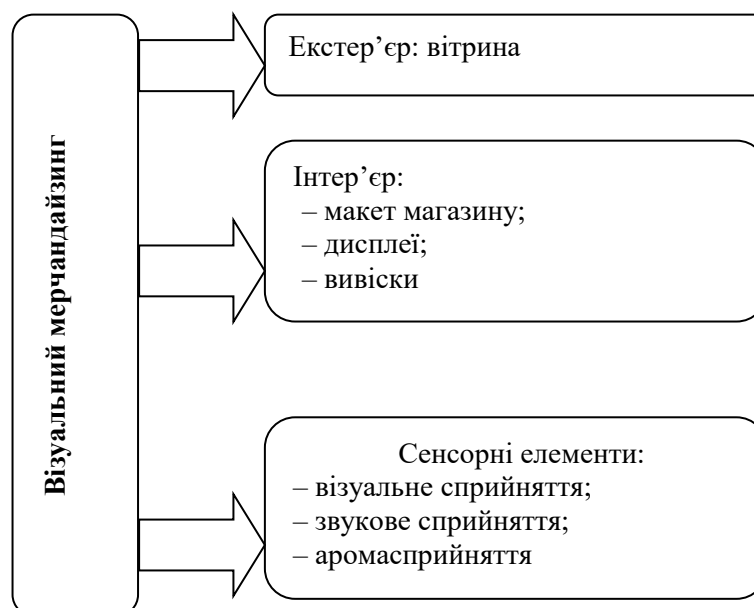 Візуальний мерчандайзинг
Екстер’єр: вітрина
Інтер’єр:
– макет магазину;
– дисплеї;
– вивіски
Сенсорні елементи:
– візуальне сприйняття;
– звукове сприйняття;
– аромасприйняття